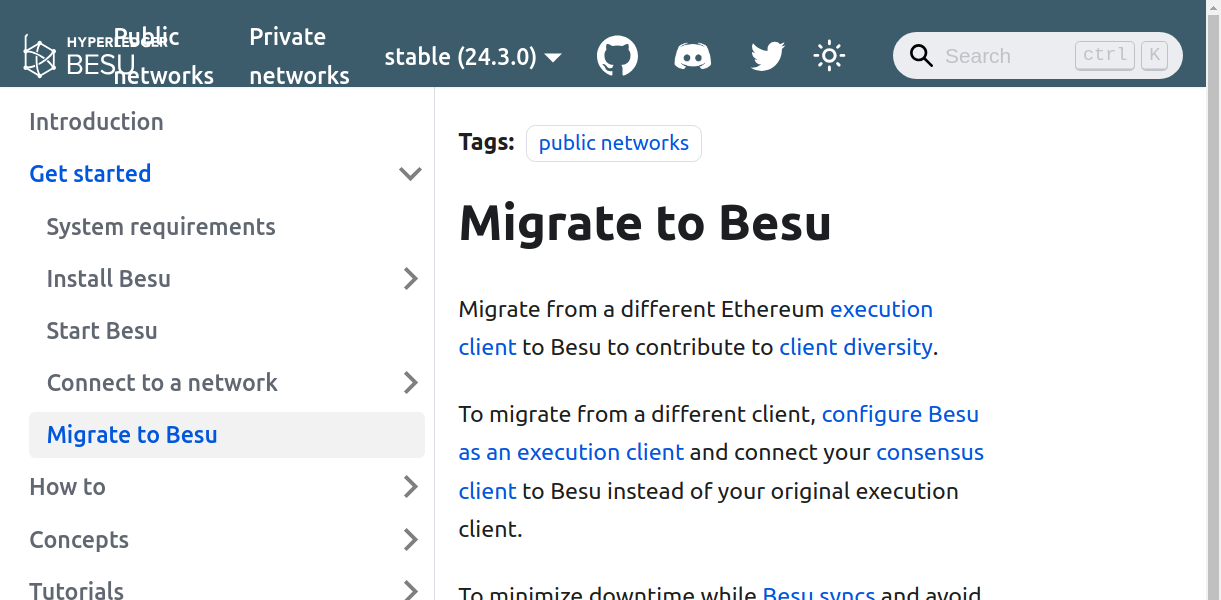 HYPERLEDGER
BESU
Public
networks
Private
networks
stable (24.3.0)
Search
ctrl
K
Introduction
Get started
System requirements
Install Besu
Start Besu
Connect to a network
Migrate to Besu
How to
Concepts
Tutorials
Tags: public networks
Migrate to Besu
Migrate from a different Ethereum execution
client to Besu to contribute to client diversity.
To migrate from a different client, configure Besu
as an execution client and connect your consensus
client to Besu instead of your original execution
client.
To minimize downtime while Besu syncs and avoid